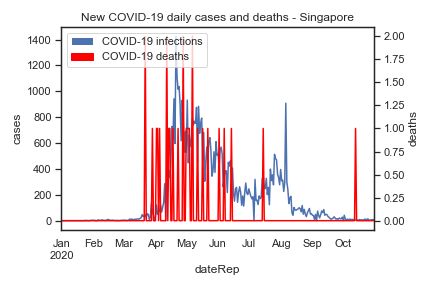 New COVID-19 daily cases and deaths - Singapore
COVID-19 infections
COVID-19 deaths
1400
1200
1000
800
600
400
200
0
cases
2.00
1.75
1.50
1.25
1.00
0.75
0.50
0.25
0.00
deaths
Jan Feb Mar Apr May Jun Jul Aug Sep Oct
2020
dateRep